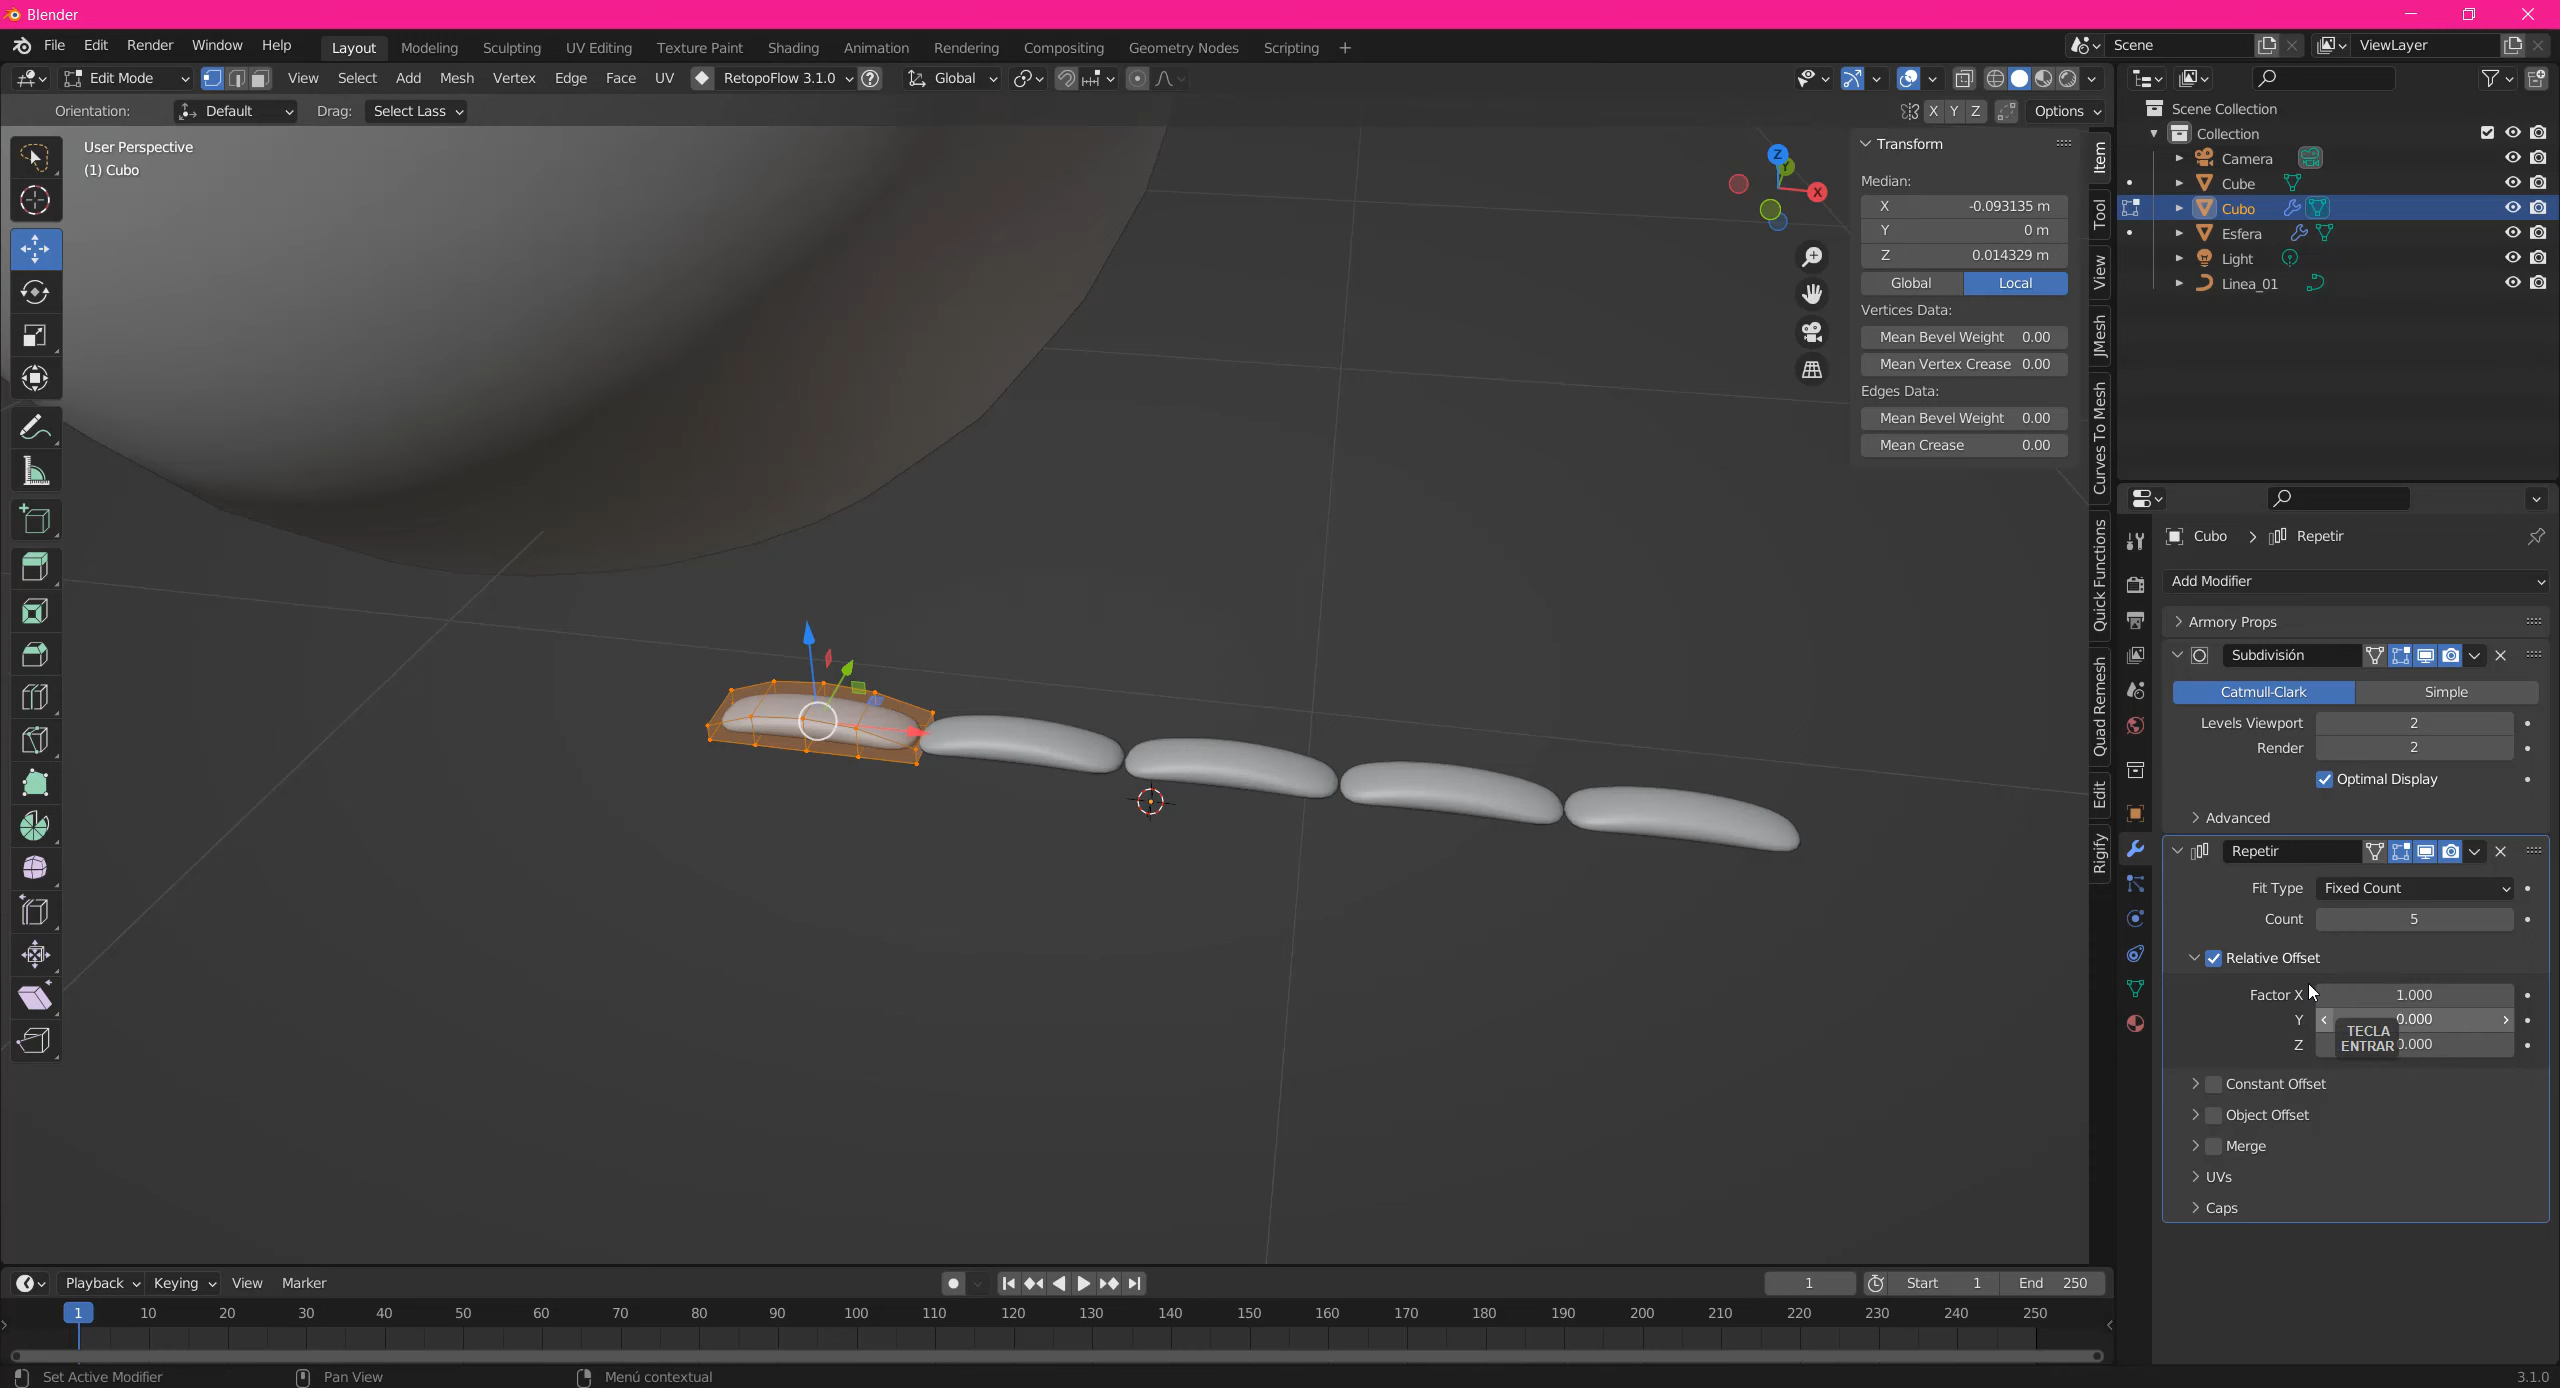 Blender
File Edit Render Window Help Layout Modeling Sculpting UV Editing Texture Paint Shading Animation Rendering Compositing Geometry Nodes Scripting + Scene ViewLayer
Edit Mode View Select Add Mesh Vertex Edge Face UV RetopoFlow 3.1.0 Global
Orientation: Default Drag: Select Lass X Y Z Options
User Perspective
(1) Cubo
Z
Y
X
Transform
Median:
X -0.093135 m
Y 0 m
Z 0.014329 m
Global Local
Vertices Data:
Mean Bevel Weight 0.00
Mean Vertex Crease 0.00
Edges Data:
Mean Bevel Weight 0.00
Mean Crease 0.00
Item
Tool
View
JMesh
Curves To Mesh
Quick Functions
Quad Remesh
Edit
Rigify
Scene Collection
Collection
Camera
Cube
Cubo
Esfera
Light
Linea_01
Cubo Repetir
Add Modifier
Armory Props
Subdivisión
Catmull-Clark Simple
Levels Viewport 2
Render 2
Optimal Display
Advanced
Repetir
Fit Type Fixed Count
Count 5
Relative Offset
Factor X 1.000
Y 0.000
Z 0.000
TECLA
ENTRAR
Constant Offset
Object Offset
Merge
UVs
Caps
Playback Keying View Marker 1 Start 1 End 250
1 10 20 30 40 50 60 70 80 90 100 110 120 130 140 150 160 170 180 190 200 210 220 230 240 250
Set Active Modifier Pan View Menú contextual 3.1.0